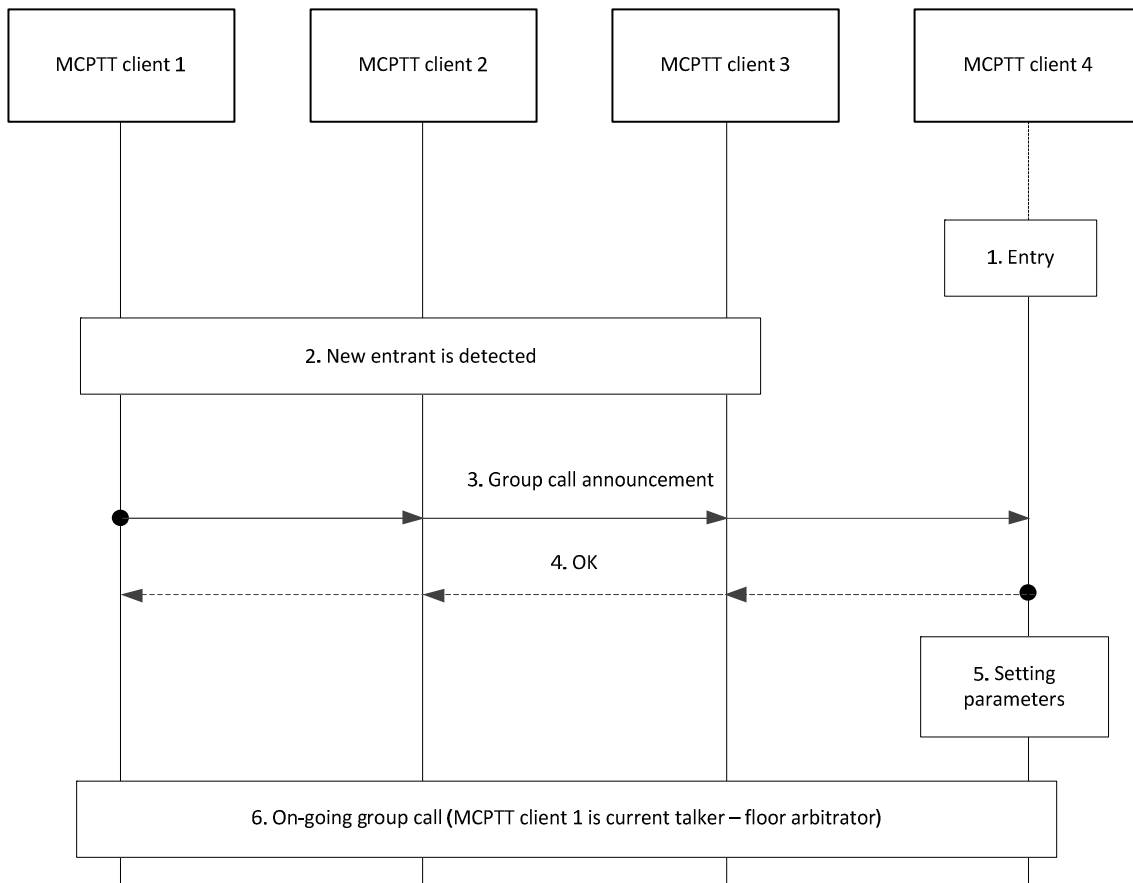 MCPTT client 1
MCPTT client 2
MCPTT client 3
MCPTT client 4
1. Entry
2. New entrant is detected
3. Group call announcement
4. OK
5. Setting
parameters
6. On-going group call (MCPTT client 1 is current talker – floor arbitrator)